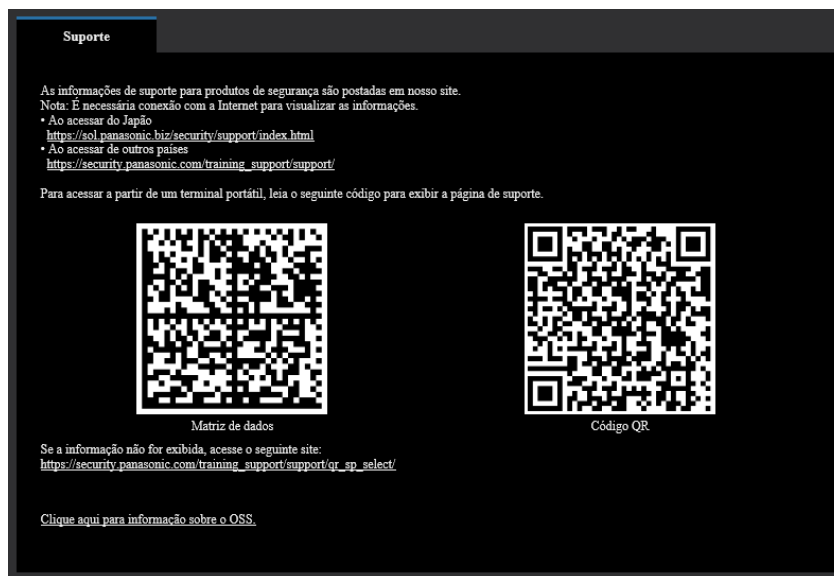 Suporte
As informações de suporte para produtos de segurança são postadas em nosso site.
Nota: É necessária conexão com a Internet para visualizar as informações.
• Ao acessar do Japão
https://sol.panasonic.biz/security/support/index.html
• Ao acessar de outros países
https://security.panasonic.com/training_support/support/
Para acessar a partir de um terminal portátil, leia o seguinte código para exibir a página de suporte.
Matriz de dados
Código QR
Se a informação não for exibida, acesse o seguinte site:
https://security.panasonic.com/training_support/support/qr_sp_select/
Clique aqui para informação sobre o OSS.